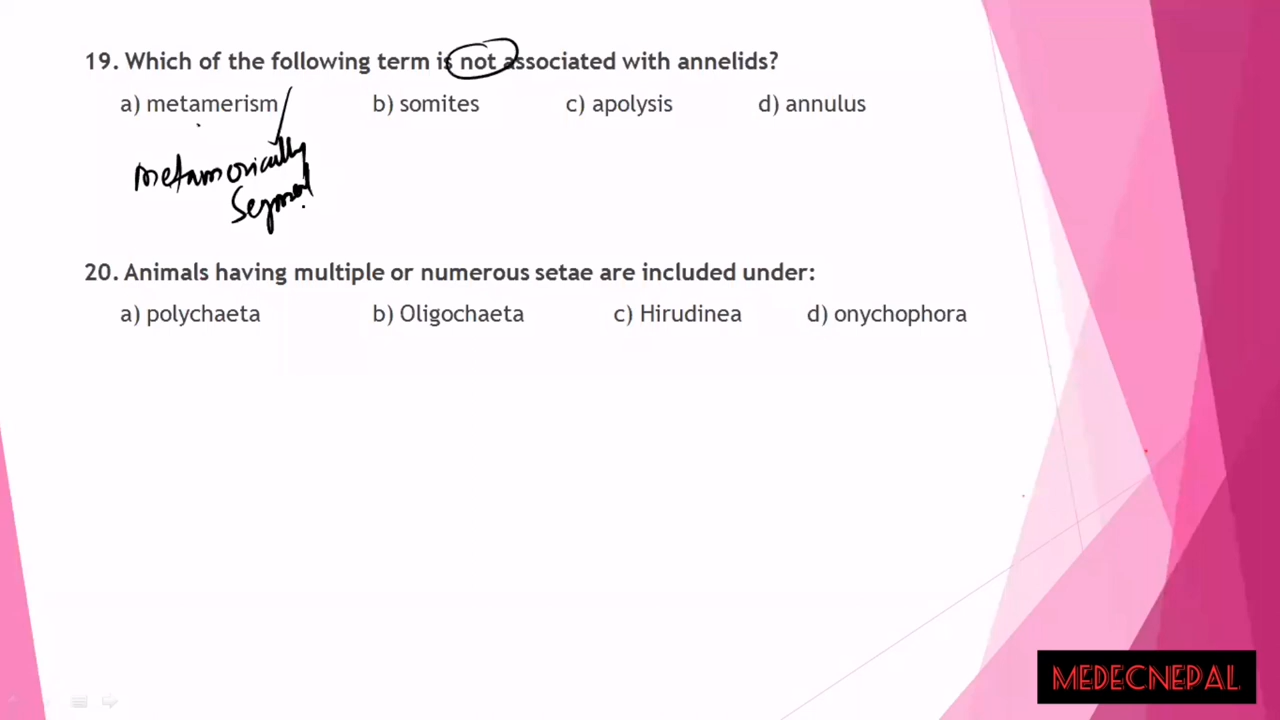 19. Which of the following term is not associated with annelids?
a) metamerism b) somites c) apolysis d) annulus
metamerically
Segment
20. Animals having multiple or numerous setae are included under:
a) polychaeta b) Oligochaeta c) Hirudinea d) onychophora
MEDECNEPAL